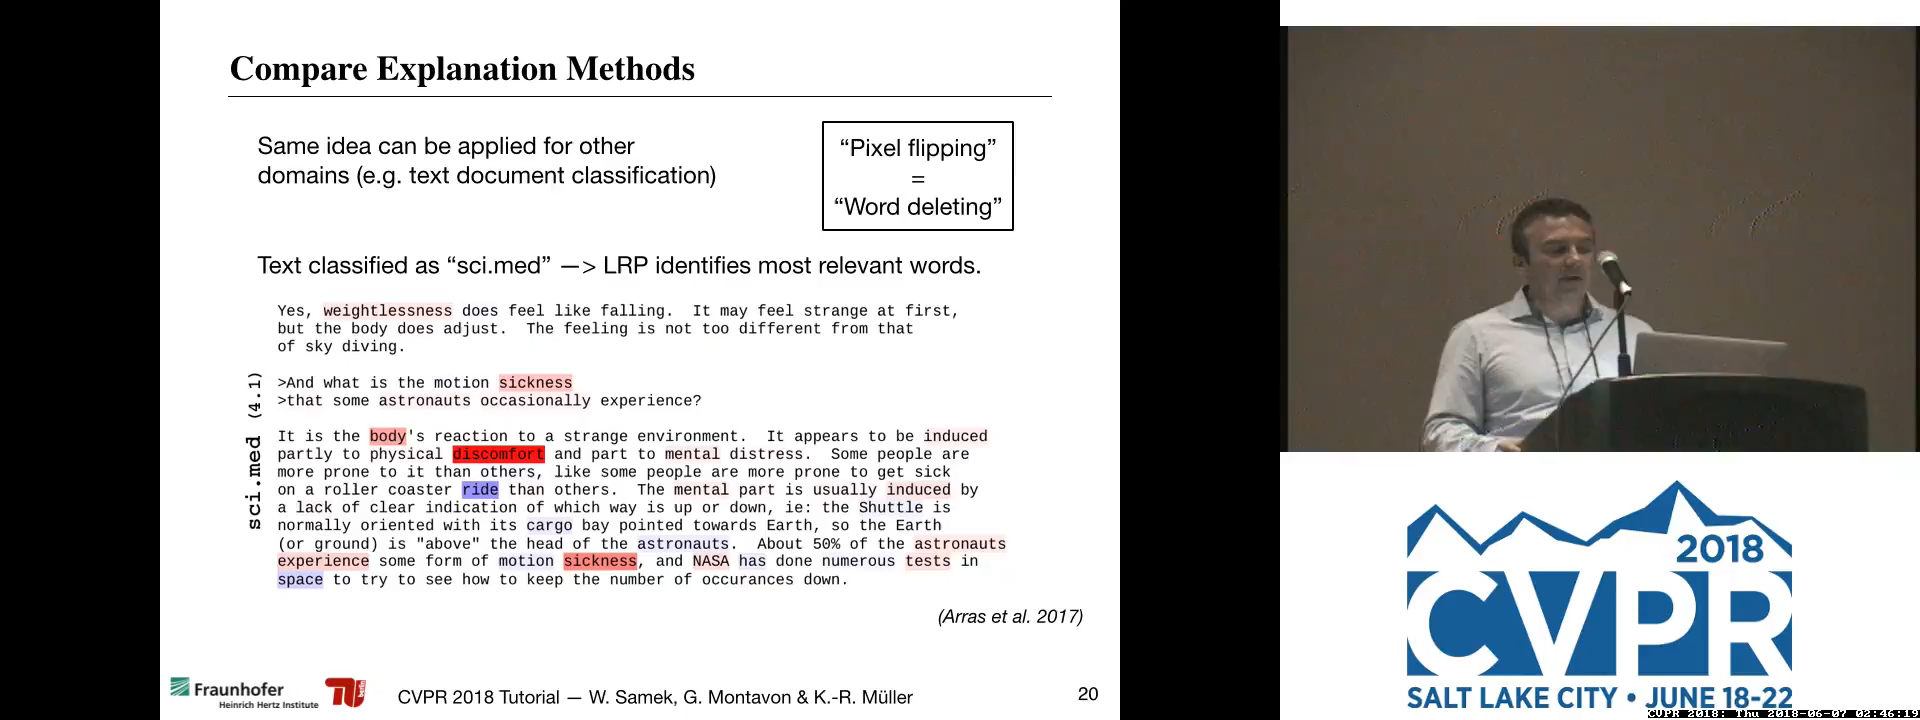 Compare Explanation Methods
Same idea can be applied for other
domains (e.g. text document classification)
“Pixel flipping”
=
“Word deleting”
Text classified as “sci.med” —> LRP identifies most relevant words.
sci.med (4.1)
Yes, weightlessness does feel like falling.  It may feel strange at first,
but the body does adjust.  The feeling is not too different from that
of sky diving.
>And what is the motion sickness
>that some astronauts occasionally experience?
It is the body's reaction to a strange environment.  It appears to be induced
partly to physical discomfort and part to mental distress.  Some people are
more prone to it than others, like some people are more prone to get sick
on a roller coaster ride than others.  The mental part is usually induced by
a lack of clear indication of which way is up or down, ie: the Shuttle is
normally oriented with its cargo bay pointed towards Earth, so the Earth
(or ground) is "above" the head of the astronauts.  About 50% of the astronauts
experience some form of motion sickness, and NASA has done numerous tests in
space to try to see how to keep the number of occurances down.
(Arras et al. 2017)
Fraunhofer
Heinrich Hertz Institute
berlin
CVPR 2018 Tutorial — W. Samek, G. Montavon & K.-R. Müller
20
2018
CVPR
SALT LAKE CITY • JUNE 18-22
CVPR 2018: Thu 2018-06-07 02:46:19